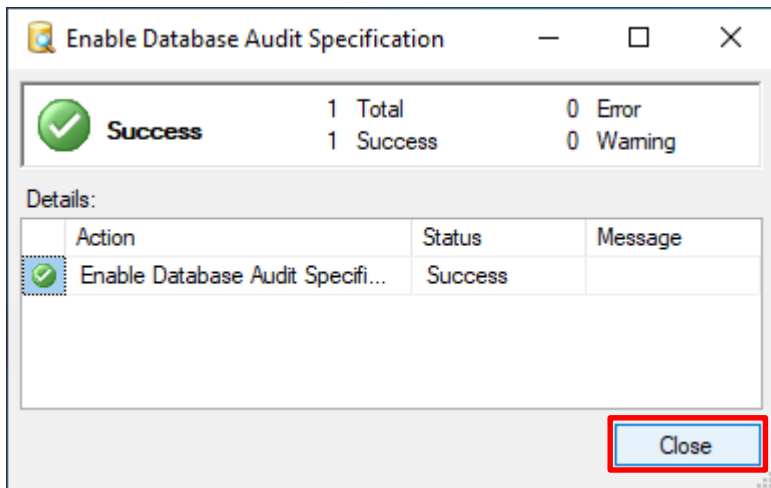 Enable Database Audit Specification
Success
1 Total 0 Error
1 Success 0 Warning
Details:
Action Status Message
Enable Database Audit Specifi... Success
Close